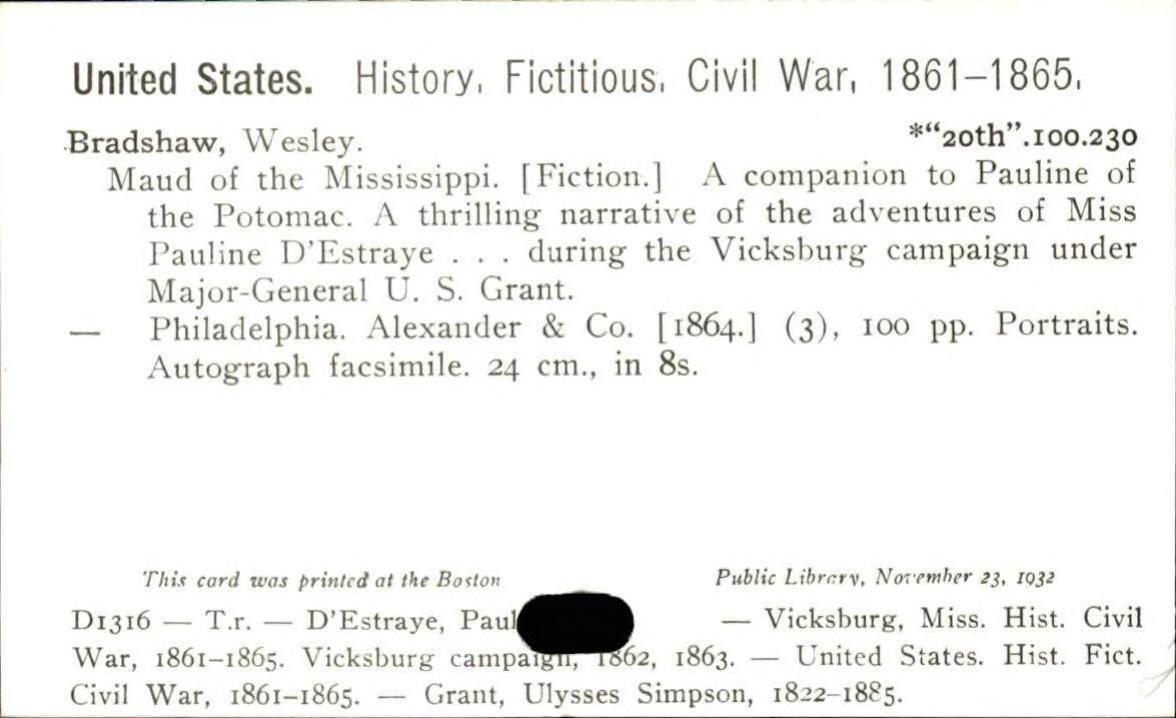 United States. History. Fictitious. Civil War, 1861–1865.
Bradshaw, Wesley. *“20th”.100.230
Maud of the Mississippi. [Fiction.] A companion to Pauline of
the Potomac. A thrilling narrative of the adventures of Miss
Pauline D'Estraye . . . during the Vicksburg campaign under
Major-General U. S. Grant.
— Philadelphia. Alexander & Co. [1864.] (3), 100 pp. Portraits.
Autograph facsimile. 24 cm., in 8s.
This card was printed at the Boston Public Library, November 23, 1932
D1316 — T.r. — D'Estraye, Paul — Vicksburg, Miss. Hist. Civil
War, 1861–1865. Vicksburg campaign, 1862, 1863. — United States. Hist. Fict.
Civil War, 1861–1865. — Grant, Ulysses Simpson, 1822–1885.